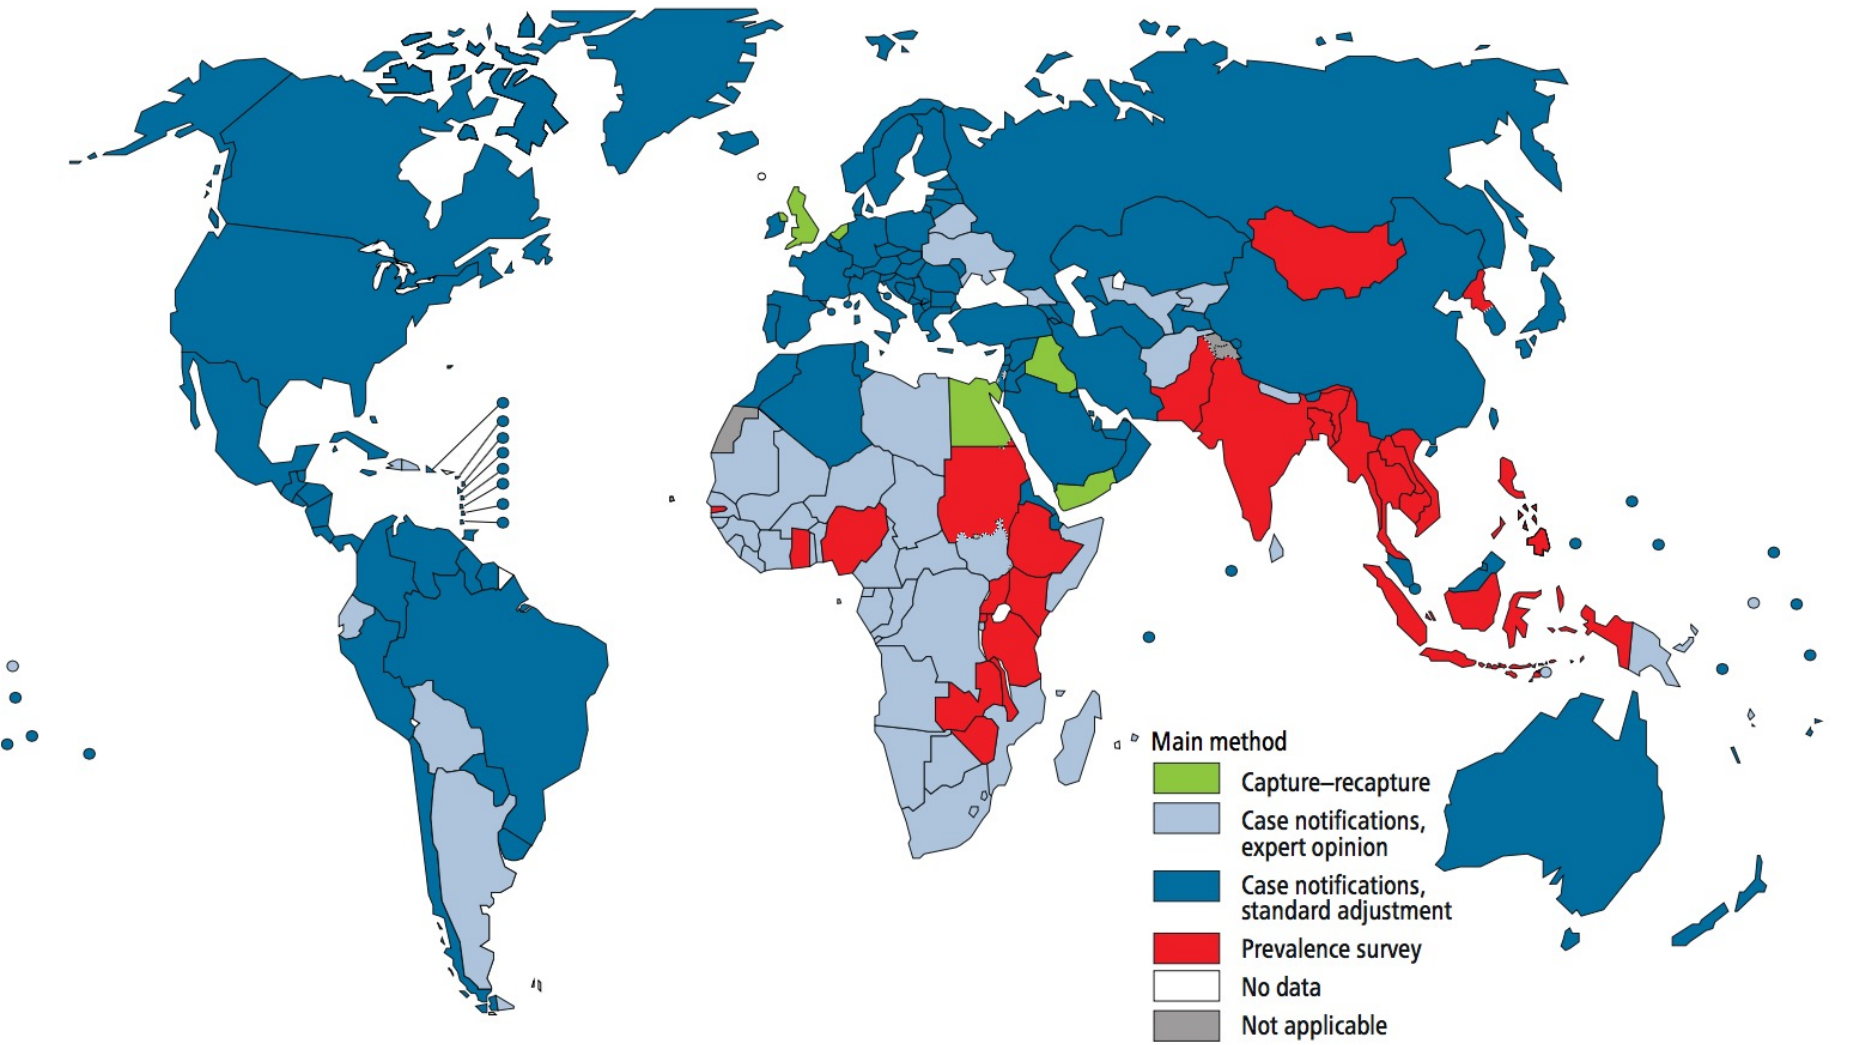 Main method
Capture–recapture
Case notifications,
expert opinion
Case notifications,
standard adjustment
Prevalence survey
No data
Not applicable